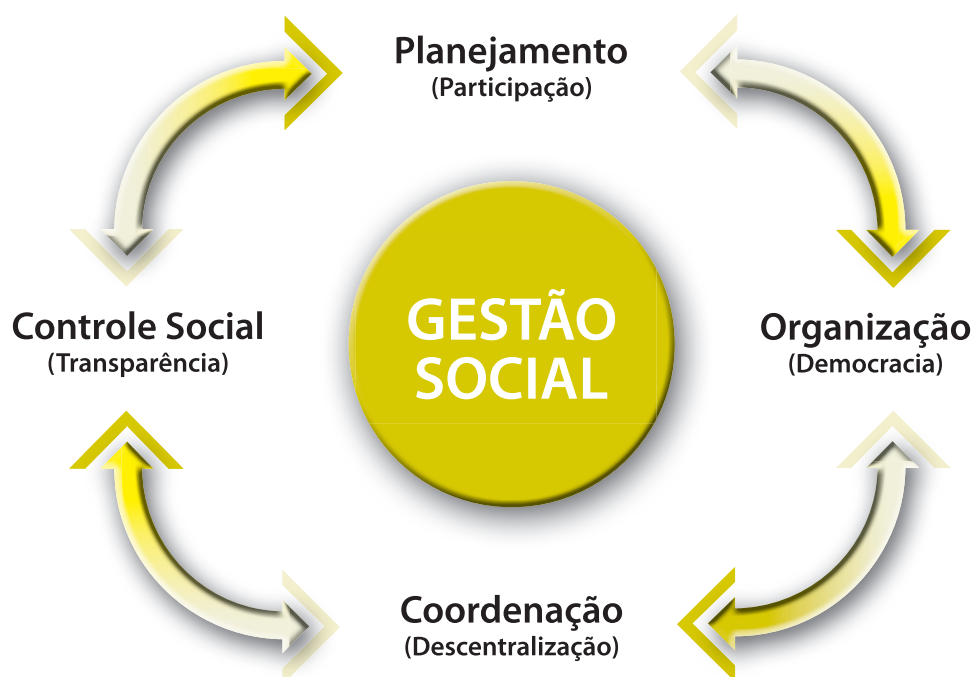 Planejamento
(Participação)
Controle Social
(Transparência)
GESTÃO
SOCIAL
Organização
(Democracia)
Coordenação
(Descentralização)